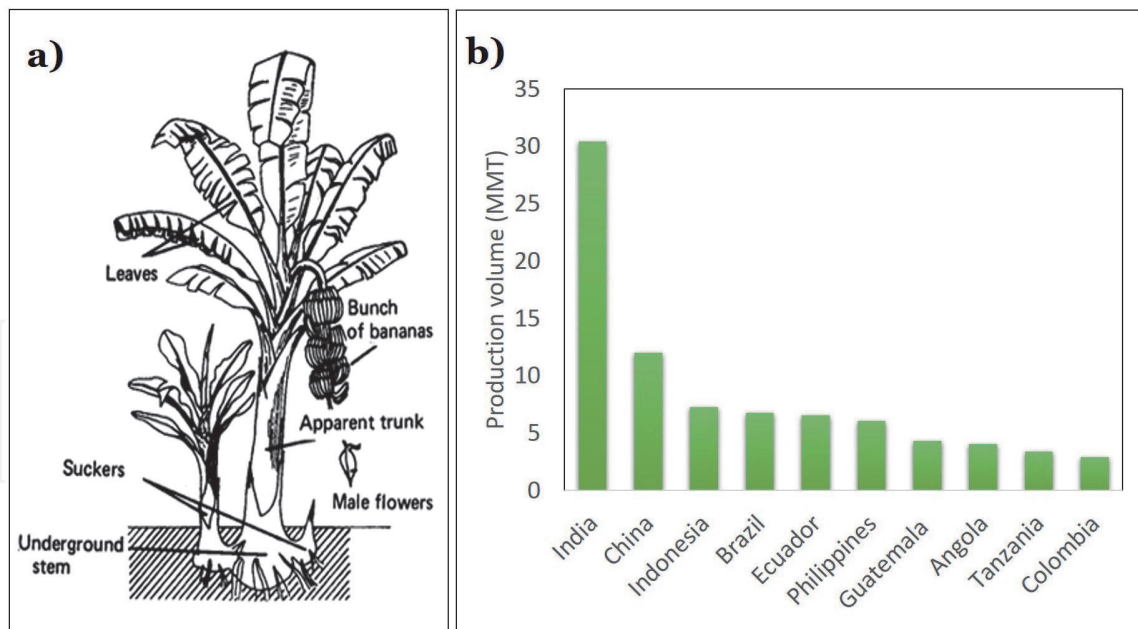 a)
Leaves
Bunch
of bananas
Apparent trunk
Suckers
Male flowers
Underground
stem
b)
Production volume (MMT)
35
30
25
20
15
10
5
0
India
China
Indonesia
Brazil
Ecuador
Philippines
Guatemala
Angola
Tanzania
Colombia